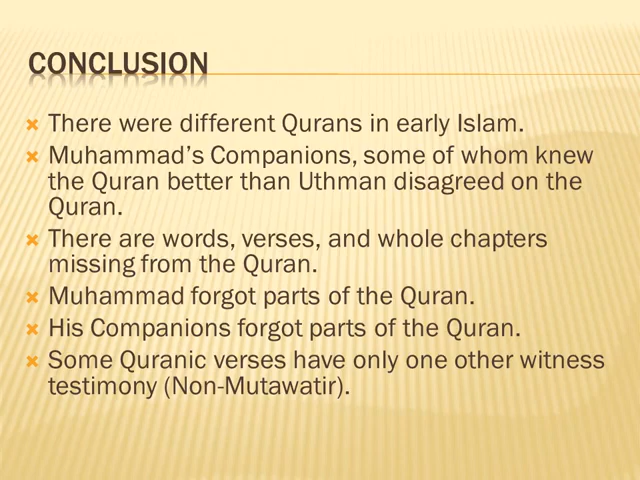 CONCLUSION
There were different Qurans in early Islam.
Muhammad's Companions, some of whom knew
the Quran better than Uthman disagreed on the
Quran.
There are words, verses, and whole chapters
missing from the Quran.
Muhammad forgot parts of the Quran.
His Companions forgot parts of the Quran.
Some Quranic verses have only one other witness
testimony (Non-Mutawatir).